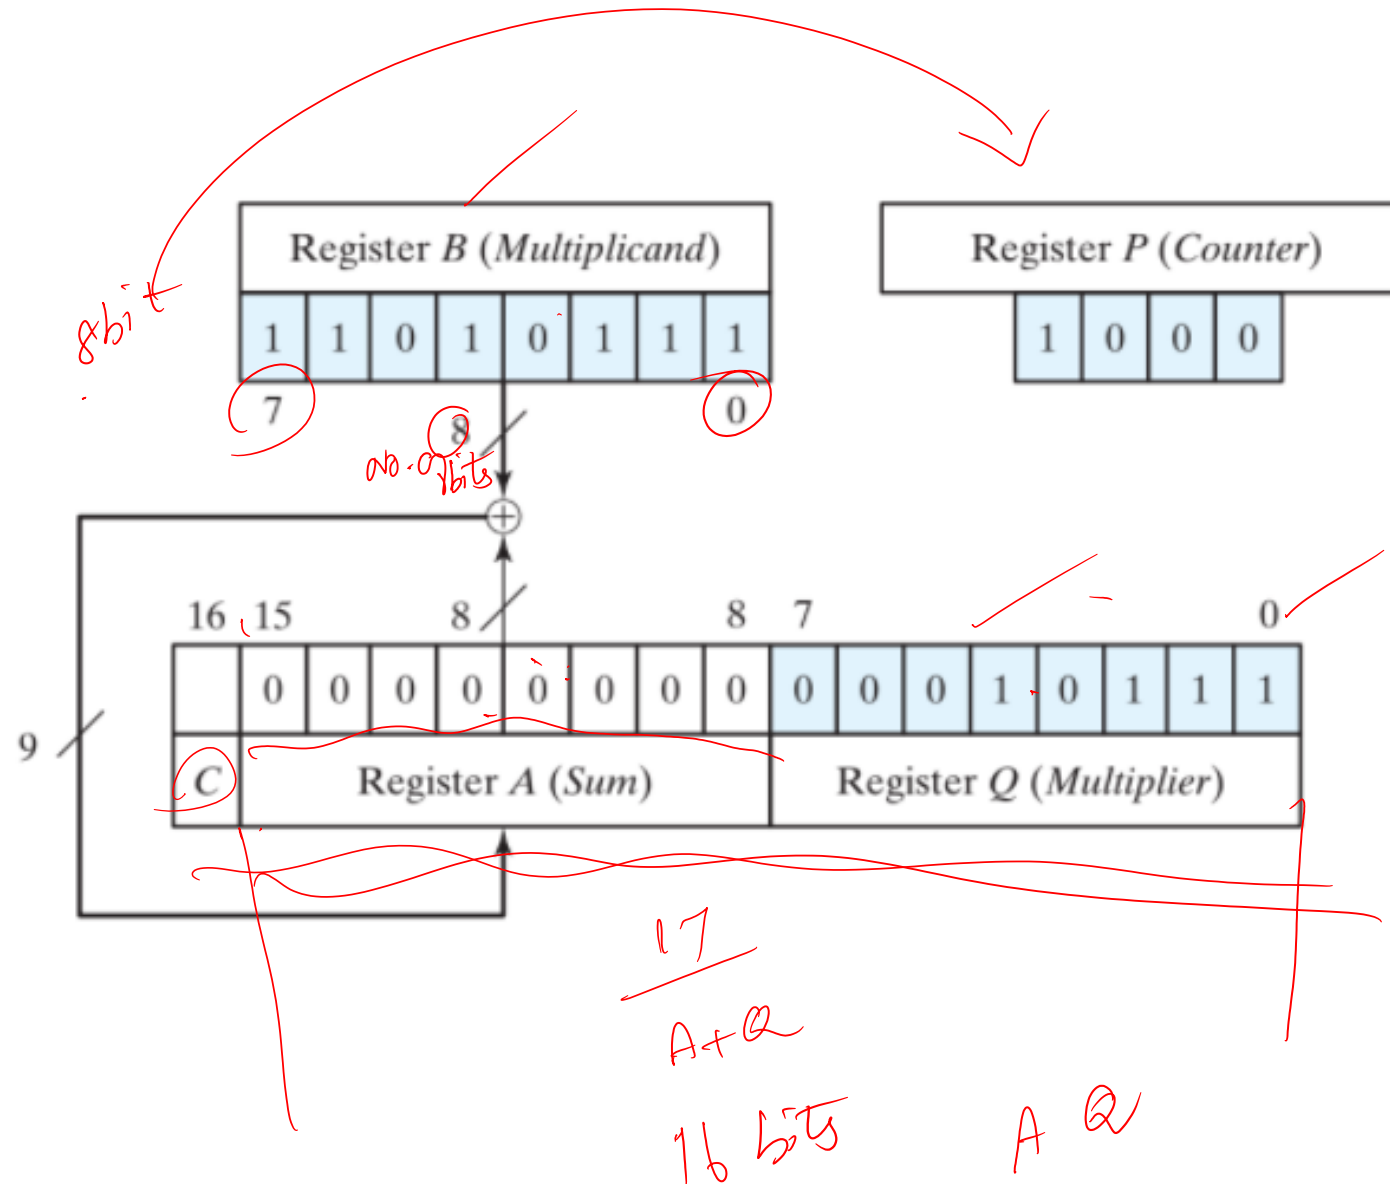 Register B (Multiplicand)
Register P (Counter)
8bit
1 1 0 1 0 1 1 1
1 0 0 0
7 8 0
no. of bits
16 15 8 8 7 0
0 0 0 0 0 0 0 0 0 0 0 1 0 1 1 1
9
C Register A (Sum) Register Q (Multiplier)
17
A+Q
16 bits
A Q